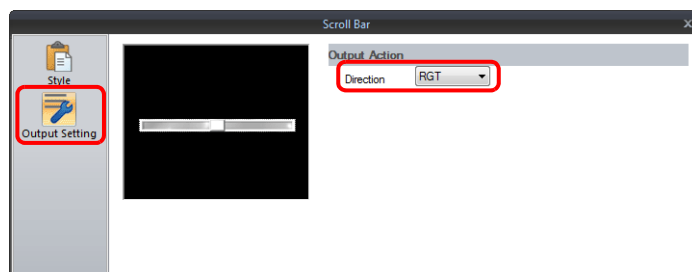 Scroll Bar
Style
Output Setting
Output Action
Direction RGT